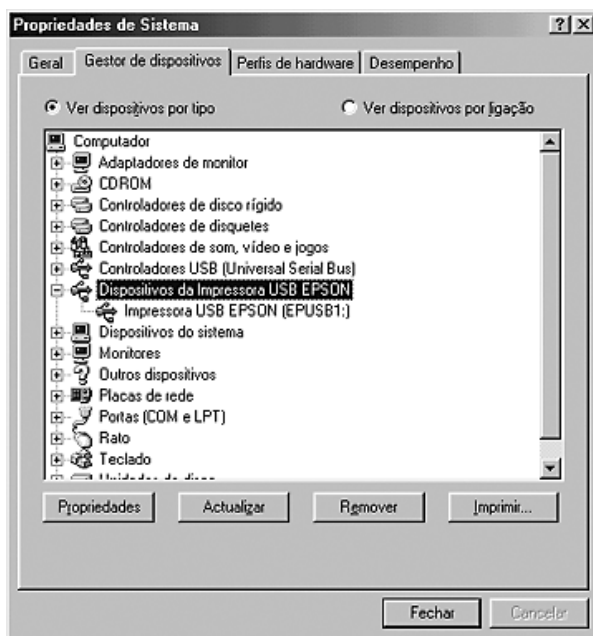 Propriedades de Sistema
Geral Gestor de dispositivos Perfis de hardware Desempenho
Ver dispositivos por tipo Ver dispositivos por ligação
Computador
Adaptadores de monitor
CDROM
Controladores de disco rígido
Controladores de disquetes
Controladores de som, vídeo e jogos
Controladores USB (Universal Serial Bus)
Dispositivos da Impressora USB EPSON
Impressora USB EPSON (EPUSB1:)
Dispositivos do sistema
Monitores
Outros dispositivos
Placas de rede
Portas (COM e LPT)
Rato
Teclado
Propriedades Actualizar Remover Imprimir...
Fechar Cancelar